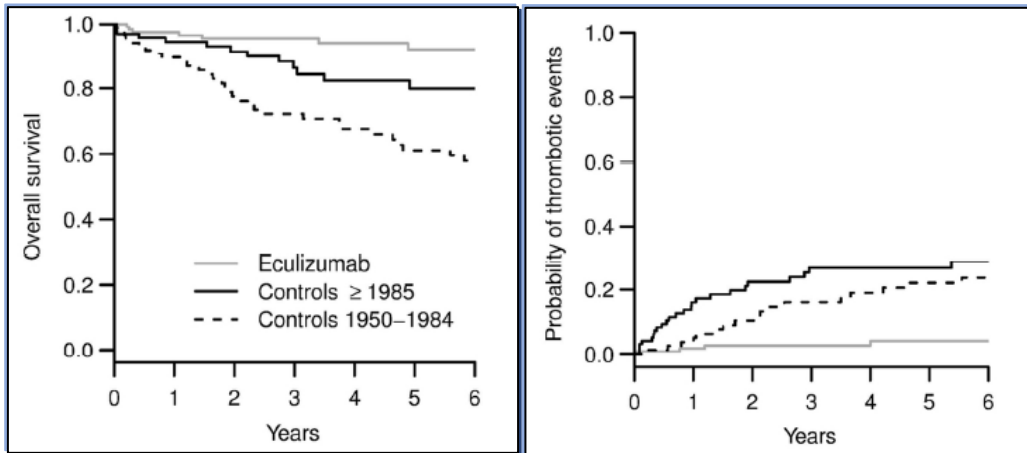 Overall survival
1.0
0.8
0.6
0.4
0.2
0.0
Eculizumab
Controls ≥ 1985
Controls 1950–1984
0 1 2 3 4 5 6
Years
Probability of thrombotic events
1.0
0.8
0.6
0.4
0.2
0.0
0 1 2 3 4 5 6
Years